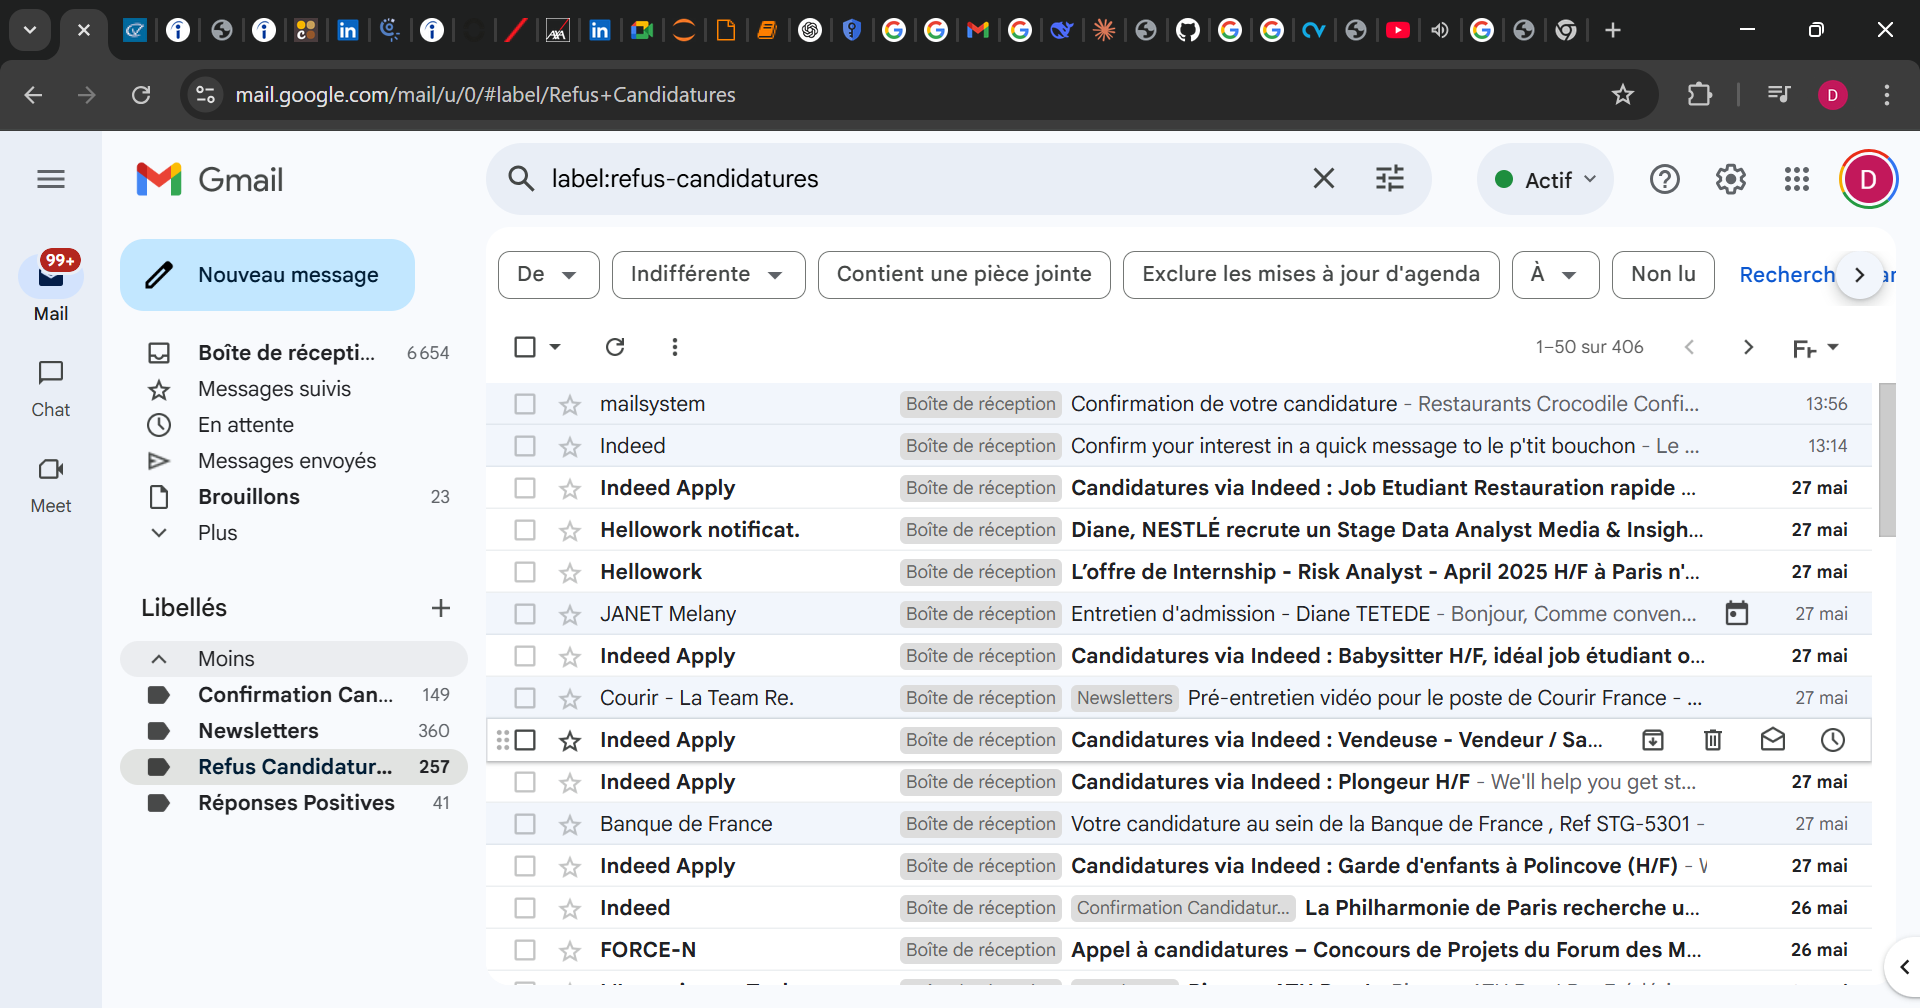 mail.google.com/mail/u/0/#label/Refus+Candidatures
D
Gmail
label:refus-candidatures
Actif
D
99+
Mail
Chat
Meet
Nouveau message
Boîte de récepti... 6 654
Messages suivis
En attente
Messages envoyés
Brouillons 23
Plus
Libellés
Moins
Confirmation Can... 149
Newsletters 360
Refus Candidatur... 257
Réponses Positives 41
De Indifférente Contient une pièce jointe Exclure les mises à jour d'agenda À Non lu Recherch
1–50 sur 406
mailsystem Boîte de réception Confirmation de votre candidature - Restaurants Crocodile Confi... 13:56
Indeed Boîte de réception Confirm your interest in a quick message to le p'tit bouchon - Le ... 13:14
Indeed Apply Boîte de réception Candidatures via Indeed : Job Etudiant Restauration rapide ... 27 mai
Hellowork notificat. Boîte de réception Diane, NESTLÉ recrute un Stage Data Analyst Media & Insigh... 27 mai
Hellowork Boîte de réception L’offre de Internship - Risk Analyst - April 2025 H/F à Paris n'... 27 mai
JANET Melany Boîte de réception Entretien d'admission - Diane TETEDE - Bonjour, Comme conven... 27 mai
Indeed Apply Boîte de réception Candidatures via Indeed : Babysitter H/F, idéal job étudiant o... 27 mai
Courir - La Team Re. Boîte de réception Newsletters Pré-entretien vidéo pour le poste de Courir France - ... 27 mai
Indeed Apply Boîte de réception Candidatures via Indeed : Vendeuse - Vendeur / Sa...
Indeed Apply Boîte de réception Candidatures via Indeed : Plongeur H/F - We'll help you get st... 27 mai
Banque de France Boîte de réception Votre candidature au sein de la Banque de France , Ref STG-5301 - 27 mai
Indeed Apply Boîte de réception Candidatures via Indeed : Garde d'enfants à Polincove (H/F) - 27 mai
Indeed Boîte de réception Confirmation Candidatur... La Philharmonie de Paris recherche u... 26 mai
FORCE-N Boîte de réception Appel à candidatures – Concours de Projets du Forum des M... 26 mai